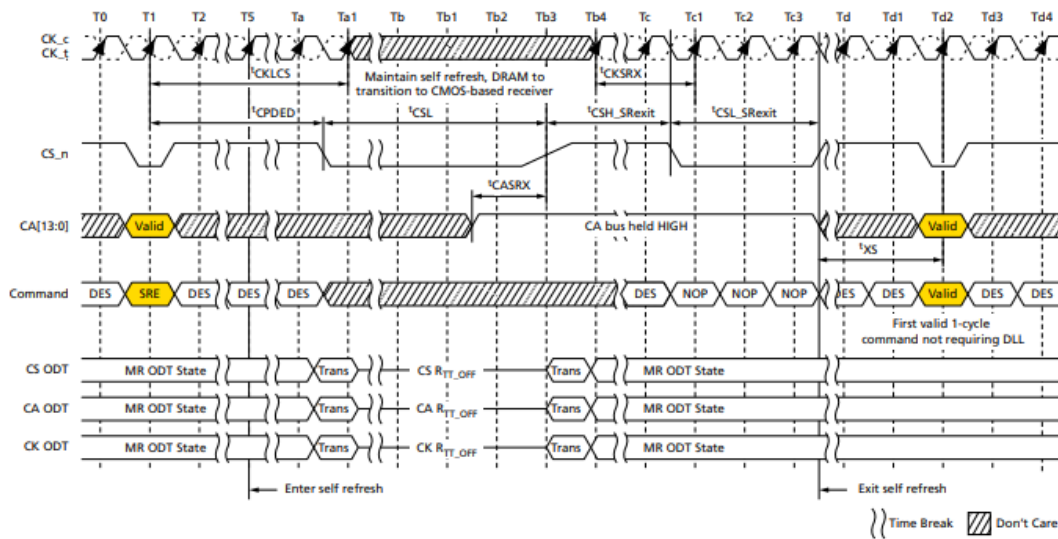 T0 T1 T2 T5 Ta Ta1 Tb Tb1 Tb2 Tb3 Tb4 Tc Tc1 Tc2 Tc3 Td Td1 Td2 Td3 Td4
CK_c
CK_t
tCKLCS
Maintain self refresh, DRAM to
transition to CMOS-based receiver
tCKSRX
tCPDED tCSL tCSH_SRexit tCSL_SRexit
CS_n
tCASRX
CA[13:0] Valid CA bus held HIGH Valid
tXS
Command DES SRE DES DES DES DES NOP NOP NOP DES DES Valid DES DES
First valid 1-cycle
command not requiring DLL
CS ODT MR ODT State Trans CS RTT_OFF Trans MR ODT State
CA ODT MR ODT State Trans CA RTT_OFF Trans MR ODT State
CK ODT MR ODT State Trans CK RTT_OFF Trans MR ODT State
Enter self refresh Exit self refresh
Time Break Don't Care